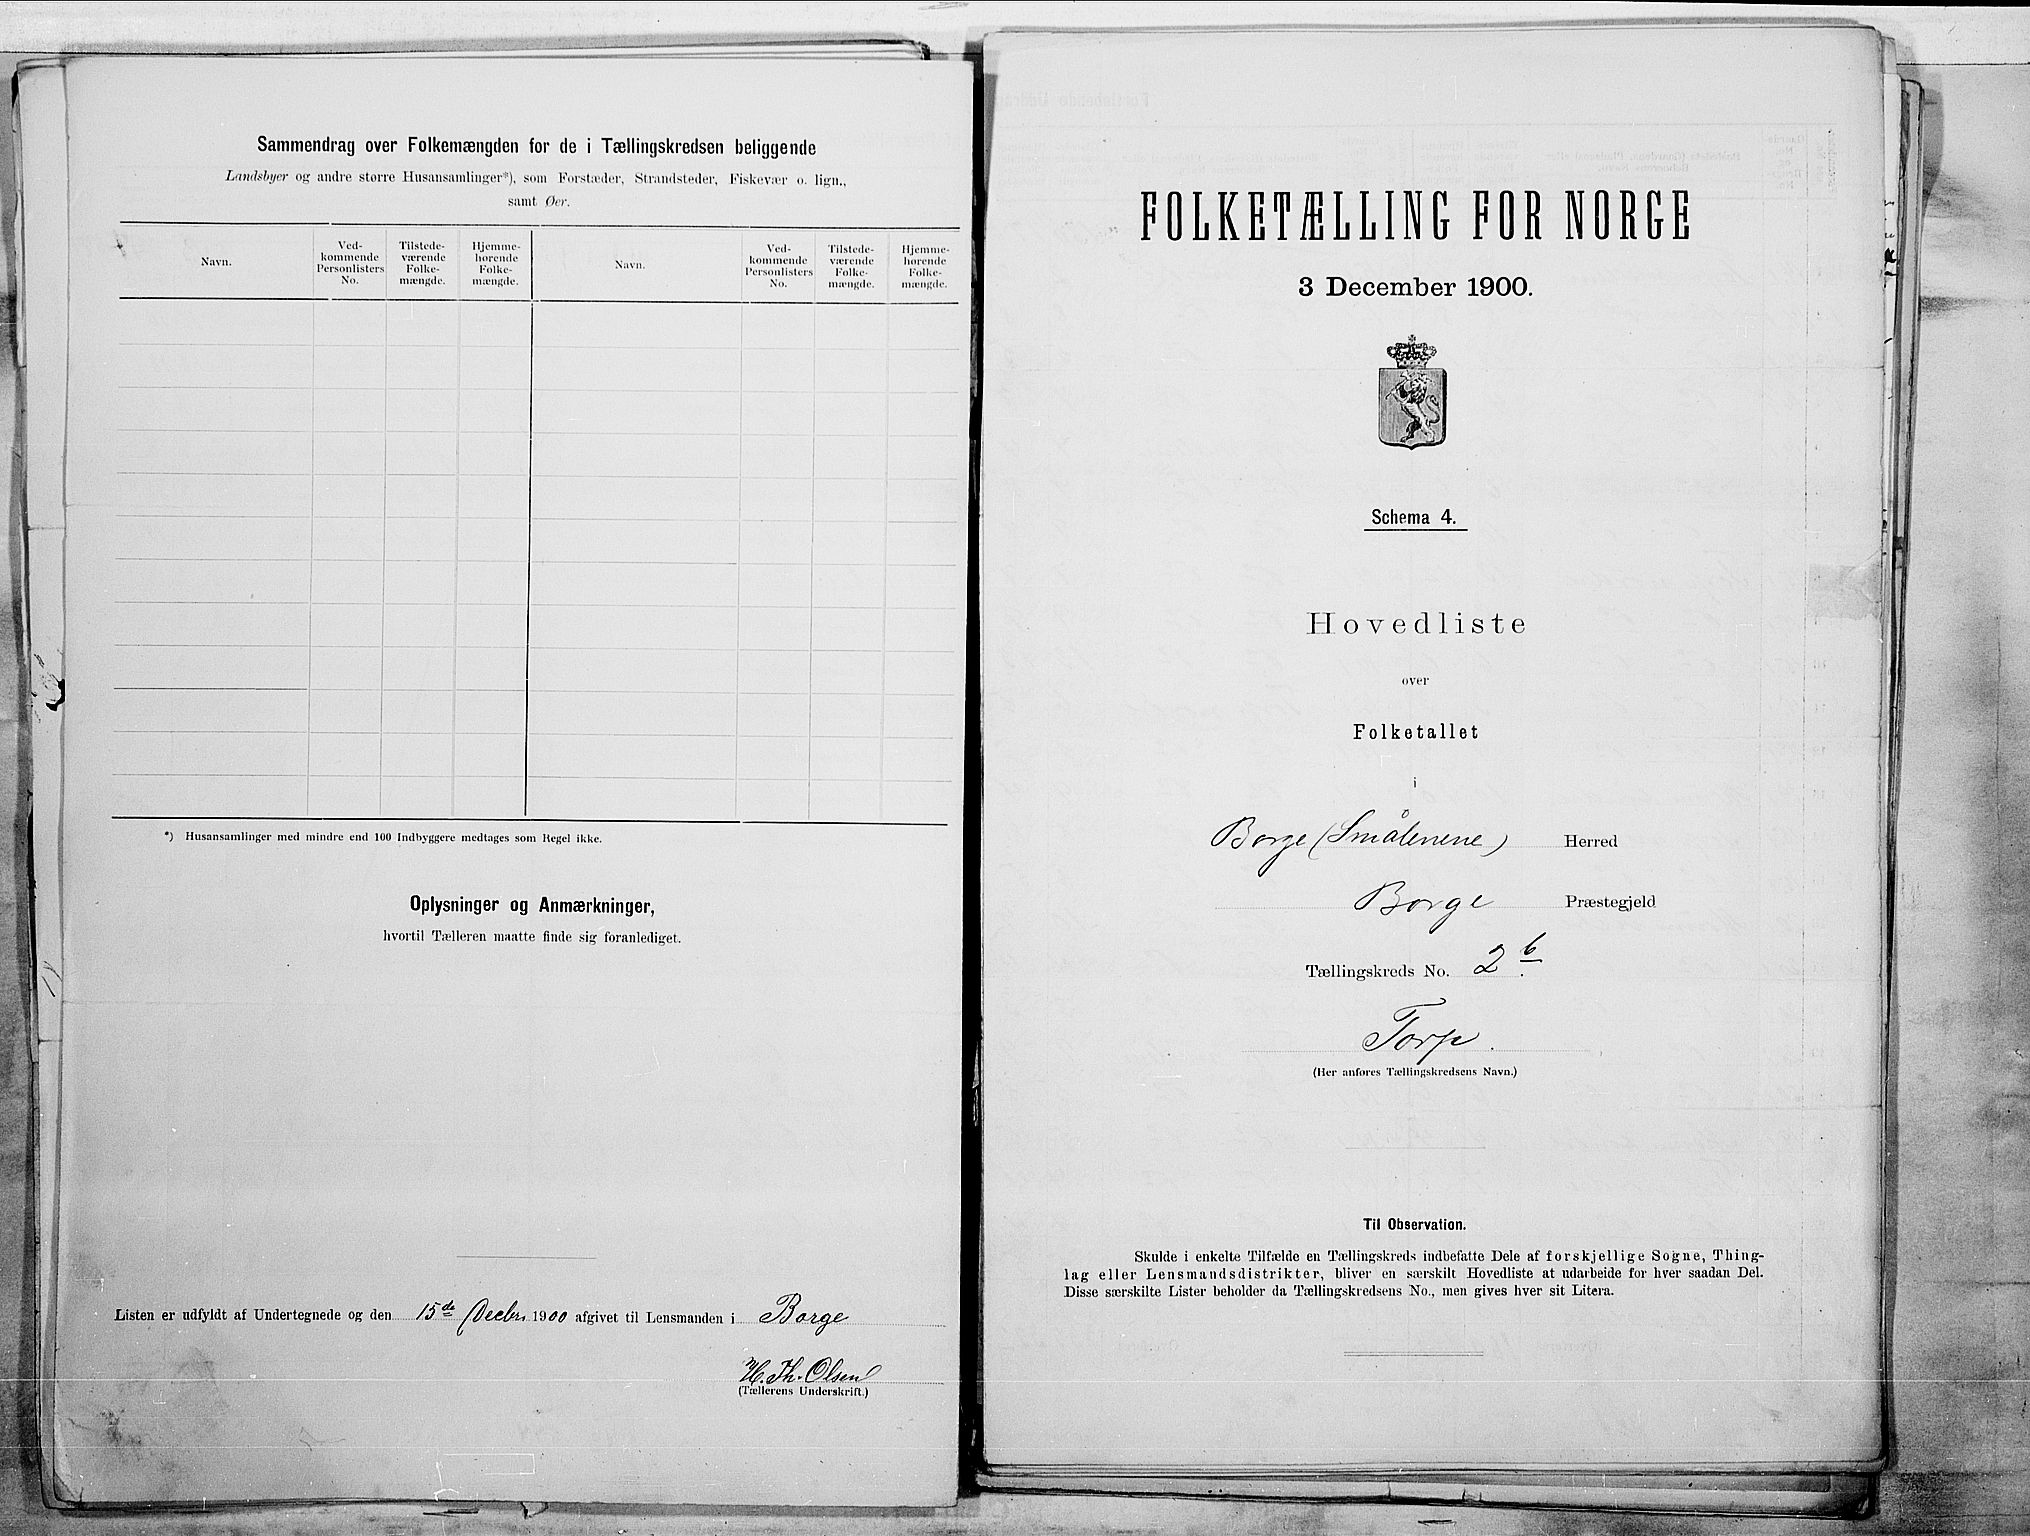 Sammendrag over Folkemængden for de i Tællingskredsen beliggende
Landsbyer og andre større Husansamlinger*), som Forstæder, Strandsteder, Fiskevær o. lign.,
samt Øer.
Navn.
Ved-
kommende
Personlisters
No.
Tilstede-
værende
Folke-
mængde.
Hjemme-
hørende
Folke-
mængde.
Navn.
Ved-
kommende
Personlisters
No.
Tilstede-
værende
Folke-
mængde.
Hjemme-
hørende
Folke-
mængde.
*) Husansamlinger med mindre end 100 Indbyggere medtages som Regel ikke.
Oplysninger og Anmærkninger,
hvortil Tælleren maatte finde sig foranlediget.
Listen er udfyldt af Undertegnede og den 15de Decbr 1900 afgivet til Lensmanden i Borge
H. Th. Olsen
(Tællerens Underskrift.)
FOLKETÆLLING FOR NORGE
3 December 1900.
Schema 4.
Hovedliste
over
Folketallet
i
Borge (Smålenene) Herred
Borge Præstegjeld
Tællingskreds No. 2b.
Torp.
(Her anføres Tællingskredsens Navn.)
Til Observation.
Skulde i enkelte Tilfælde en Tællingskreds indbefatte Dele af forskjellige Sogne, Thing-
lag eller Lensmandsdistrikter, bliver en særskilt Hovedliste at udarbeide for hver saadan Del.
Disse særskilte Lister beholder da Tællingskredsens No., men gives hver sit Litera.